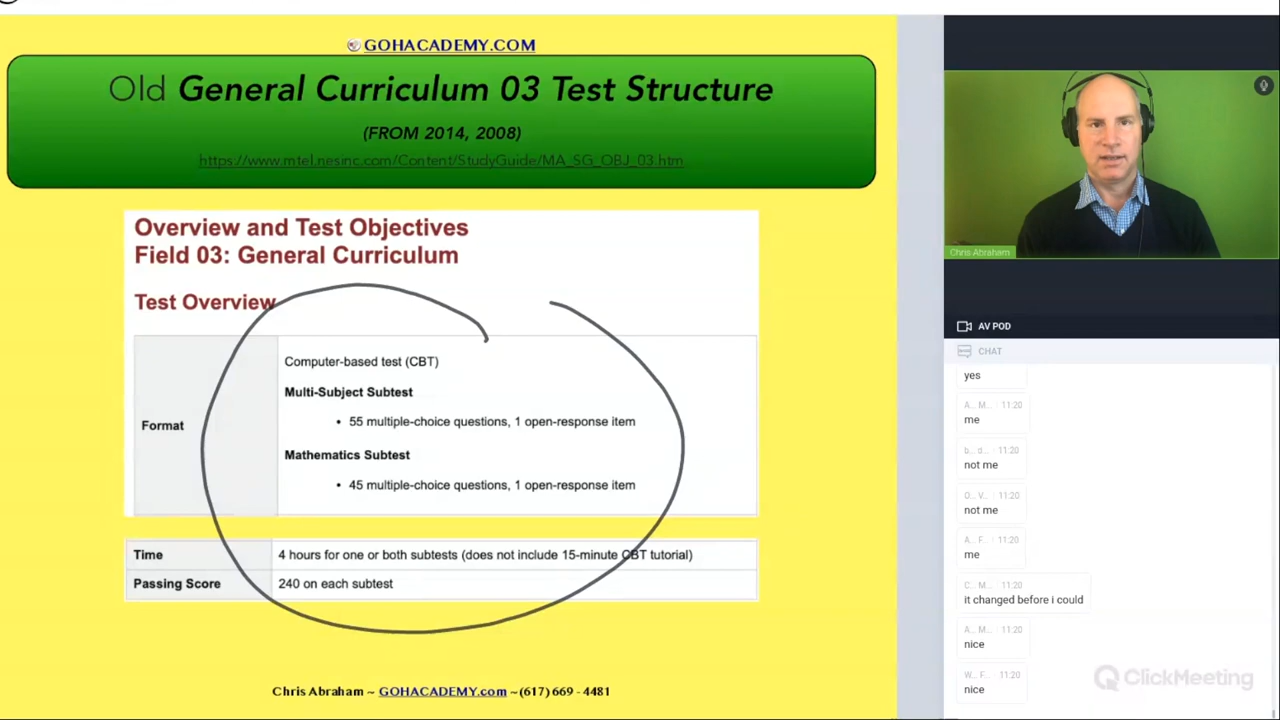 GOHACADEMY.COM
Old General Curriculum 03 Test Structure
(FROM 2014, 2008)
https://www.mtel.nesinc.com/Content/StudyGuide/MA_SG_OBJ_03.htm
Overview and Test Objectives
Field 03: General Curriculum
Test Overview
Format
Computer-based test (CBT)
Multi-Subject Subtest
• 55 multiple-choice questions, 1 open-response item
Mathematics Subtest
• 45 multiple-choice questions, 1 open-response item
Time 4 hours for one or both subtests (does not include 15-minute CBT tutorial)
Passing Score 240 on each subtest
Chris Abraham ~ GOHACADEMY.com ~(617) 669 - 4481
Chris Abraham
AV POD
CHAT
yes
A... M... 11:20
me
b... d... 11:20
not me
O... V... 11:20
not me
A... F... 11:20
me
C... M... 11:20
it changed before i could
A... M... 11:20
nice
W... F... 11:20
nice
ClickMeeting